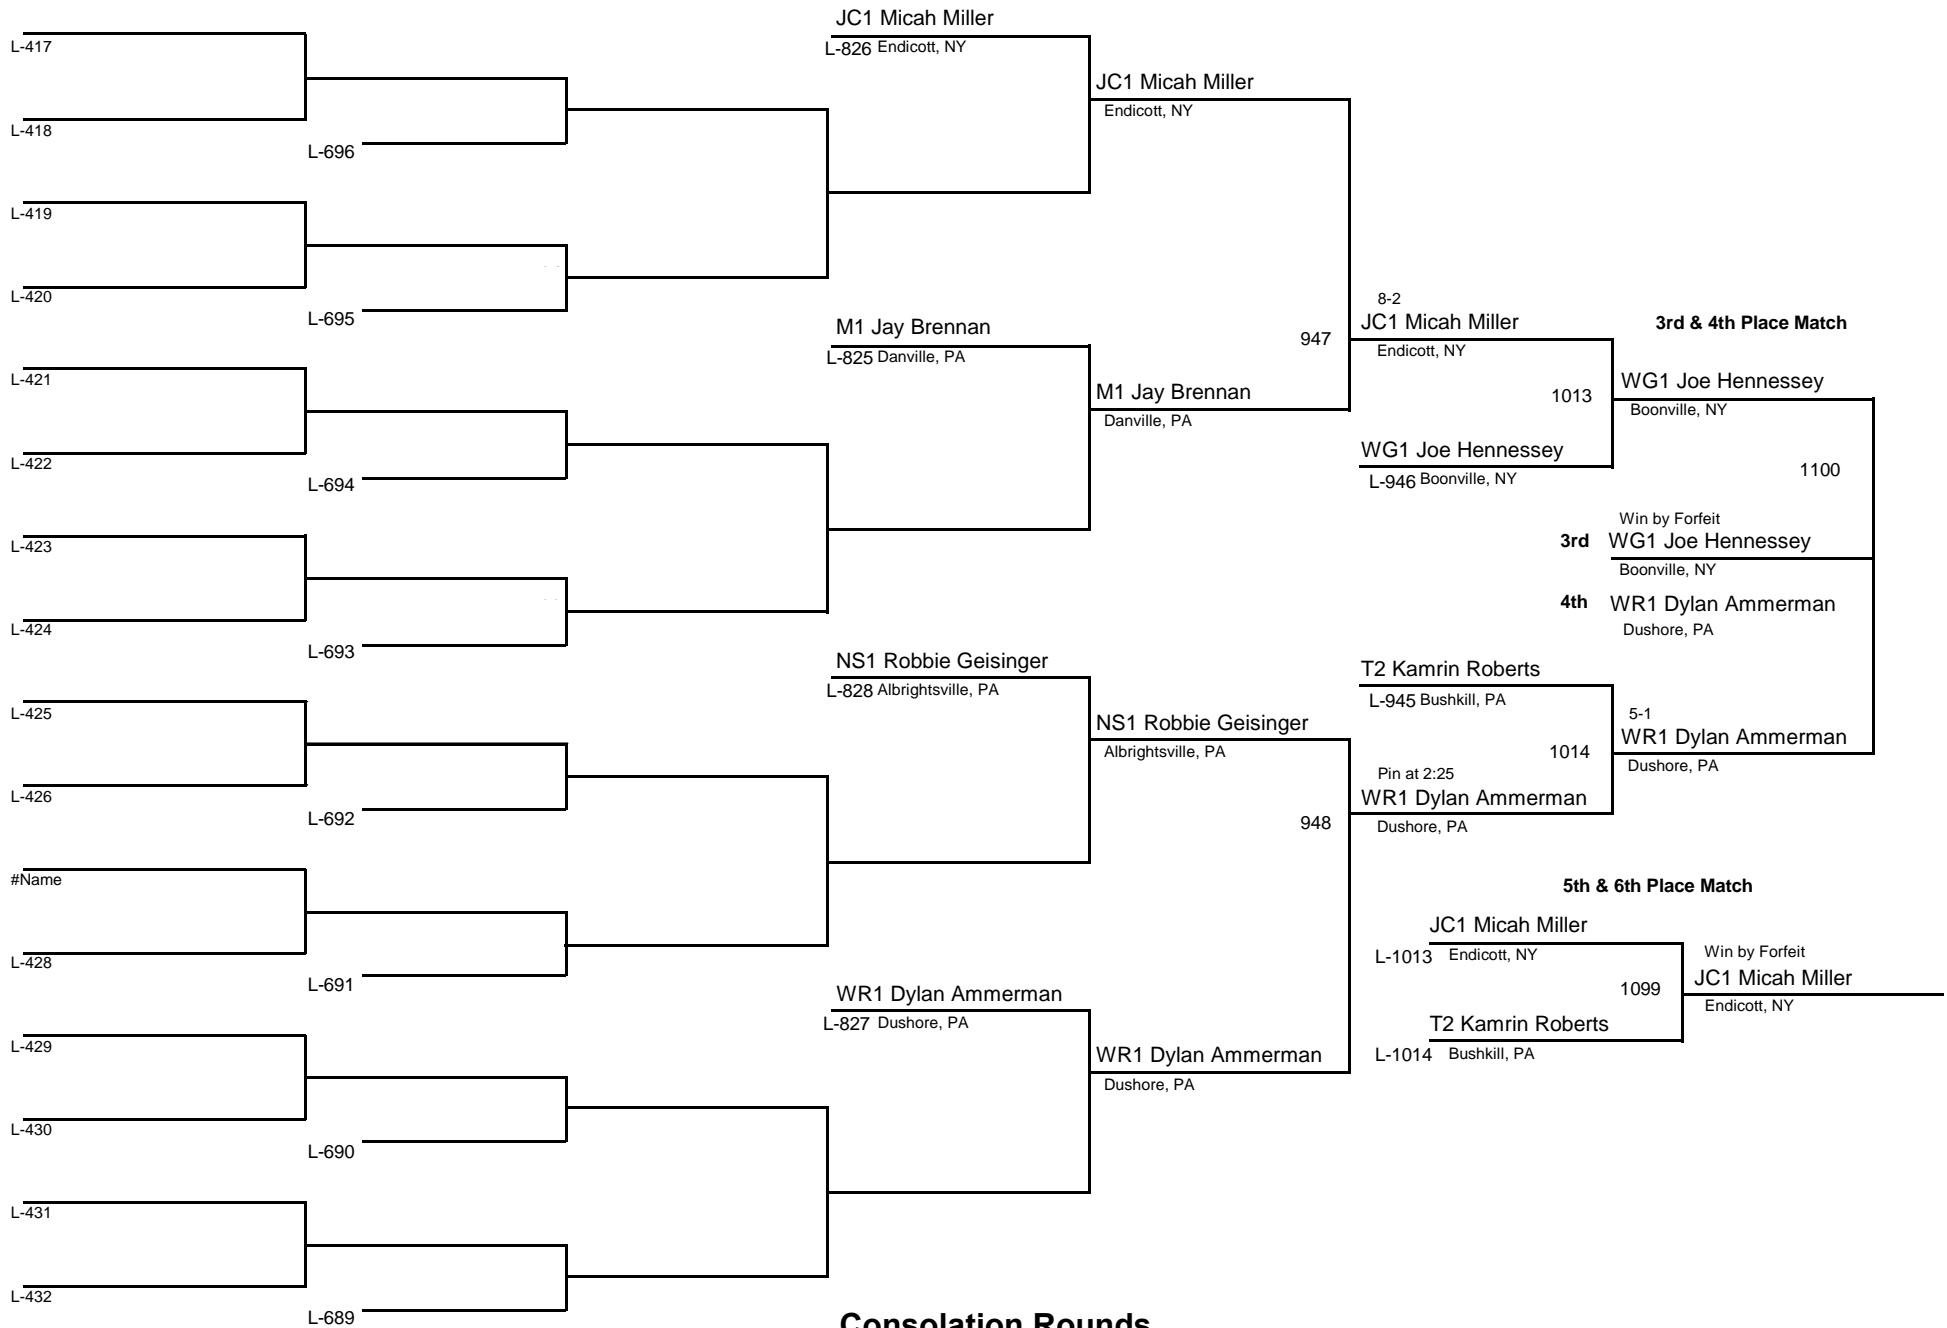 JC1 Micah Miller
L-417
L-826 Endicott, NY
JC1 Micah Miller
Endicott, NY
L-418
L-696
L-419
L-420
L-695
8-2
JC1 Micah Miller
3rd & 4th Place Match
M1 Jay Brennan
947
Endicott, NY
L-825 Danville, PA
L-421
WG1 Joe Hennessey
M1 Jay Brennan
1013
Boonville, NY
Danville, PA
WG1 Joe Hennessey
L-422
1100
L-694
L-946 Boonville, NY
Win by Forfeit
L-423
3rd WG1 Joe Hennessey
Boonville, NY
4th WR1 Dylan Ammerman
L-424
Dushore, PA
L-693
NS1 Robbie Geisinger
T2 Kamrin Roberts
L-828 Albrightsville, PA
L-945 Bushkill, PA
L-425
5-1
NS1 Robbie Geisinger
WR1 Dylan Ammerman
Albrightsville, PA
1014
Dushore, PA
Pin at 2:25
L-426
WR1 Dylan Ammerman
L-692
948
Dushore, PA
#Name
5th & 6th Place Match
JC1 Micah Miller
L-428
L-1013 Endicott, NY
Win by Forfeit
L-691
JC1 Micah Miller
WR1 Dylan Ammerman
1099
Endicott, NY
L-827 Dushore, PA
T2 Kamrin Roberts
L-429
WR1 Dylan Ammerman
L-1014 Bushkill, PA
Dushore, PA
L-430
L-690
L-431
L-432
L-689
Consolation Rounds